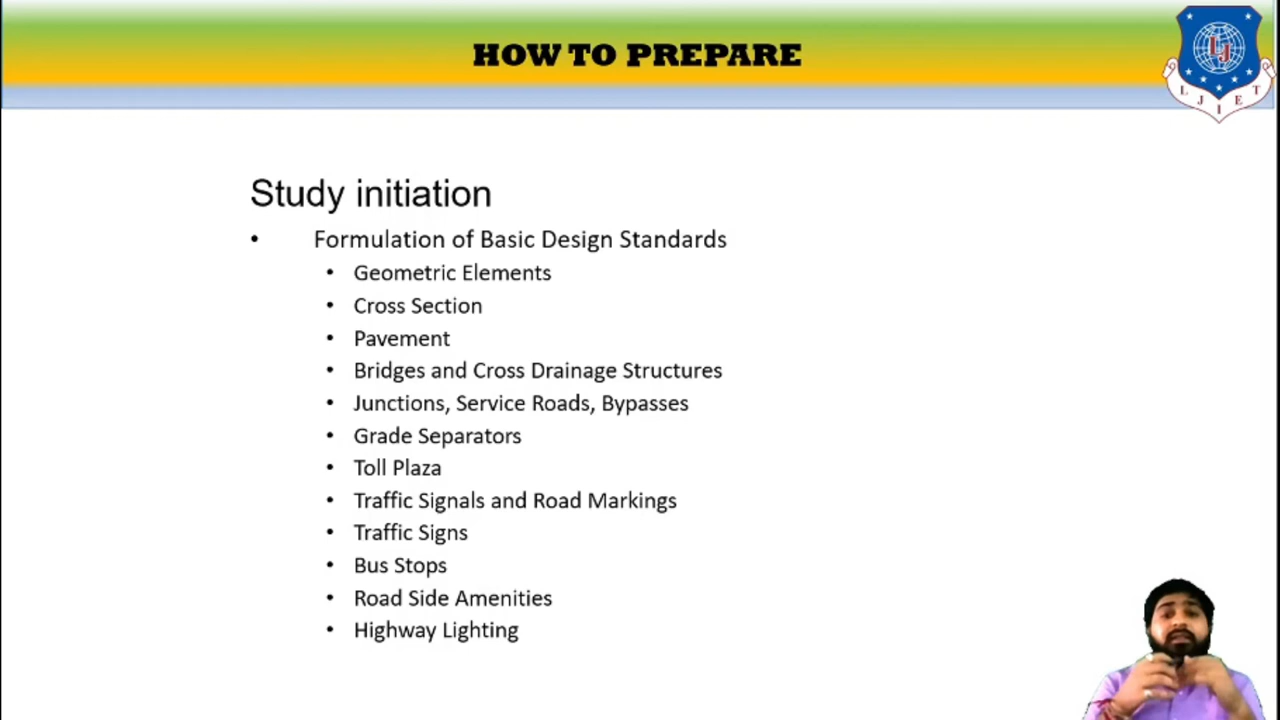 HOW TO PREPARE
LJ
L J I E T
Study initiation
• Formulation of Basic Design Standards
• Geometric Elements
• Cross Section
• Pavement
• Bridges and Cross Drainage Structures
• Junctions, Service Roads, Bypasses
• Grade Separators
• Toll Plaza
• Traffic Signals and Road Markings
• Traffic Signs
• Bus Stops
• Road Side Amenities
• Highway Lighting